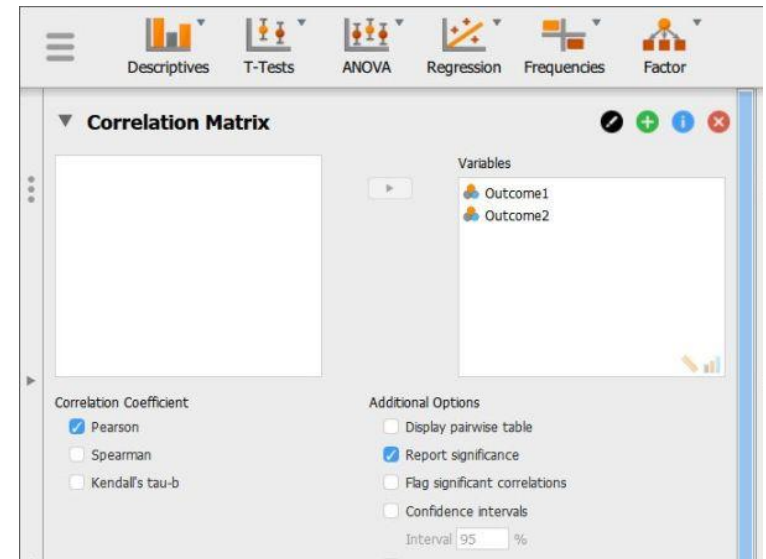 Descriptives T-Tests ANOVA Regression Frequencies Factor
Correlation Matrix
Variables
Outcome1
Outcome2
Correlation Coefficient
Pearson
Spearman
Kendall's tau-b
Additional Options
Display pairwise table
Report significance
Flag significant correlations
Confidence intervals
Interval 95 %